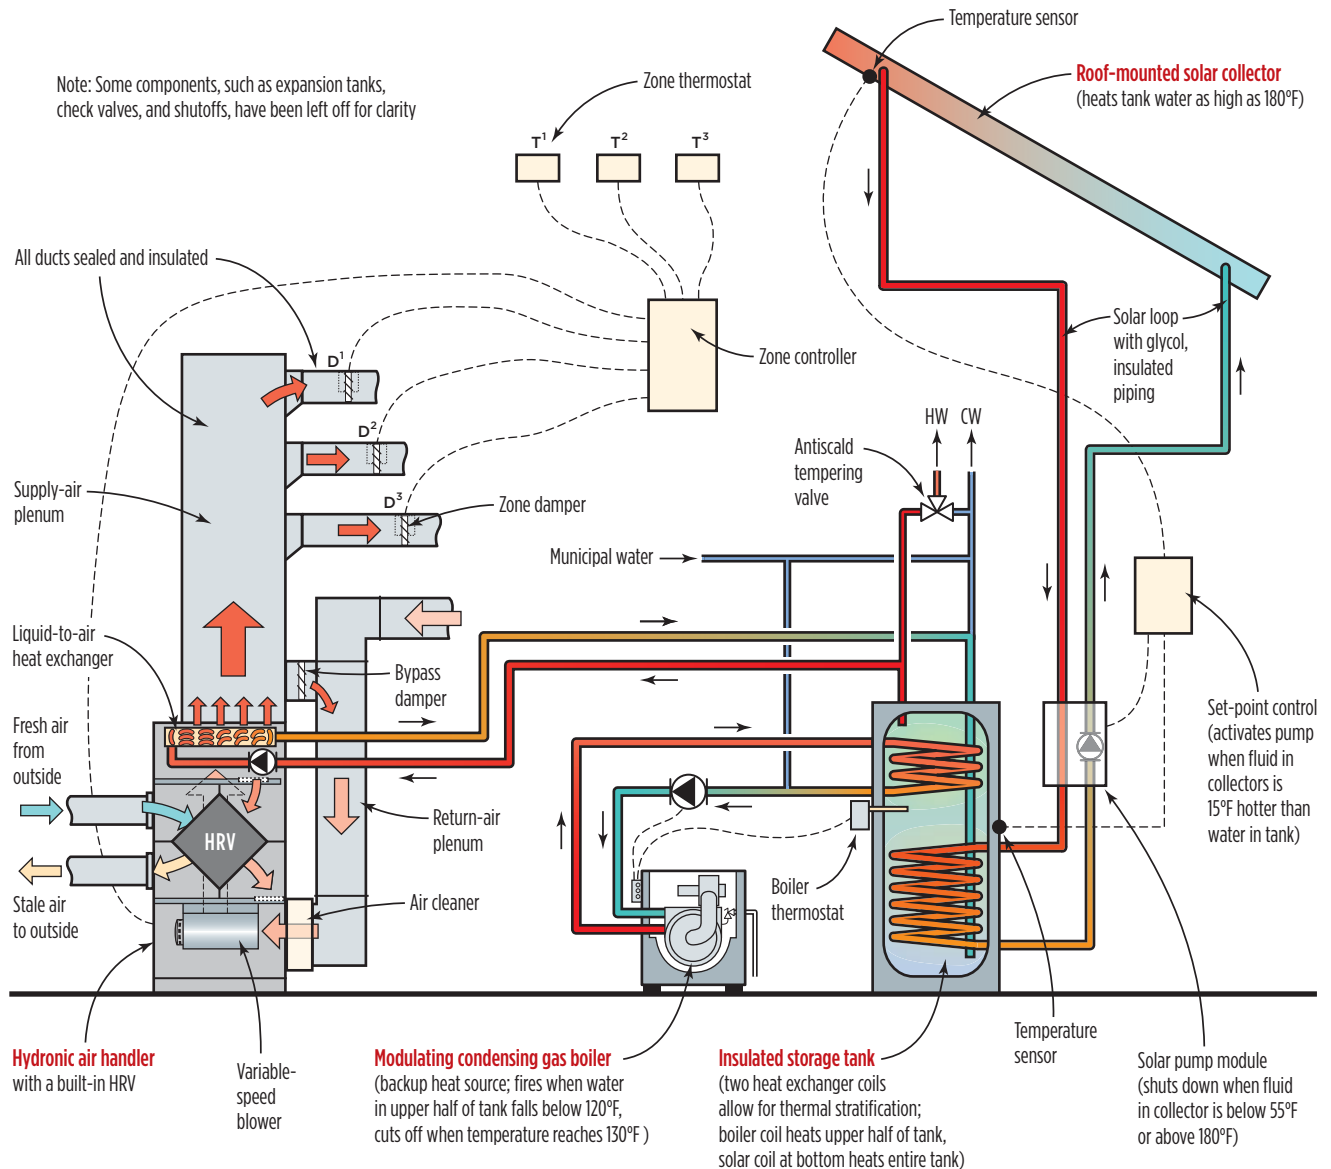 Temperature sensor
Note: Some components, such as expansion tanks,
check valves, and shutoffs, have been left off for clarity
Zone thermostat
Roof-mounted solar collector
(heats tank water as high as 180°F)
T1
T2
T3
All ducts sealed and insulated
Solar loop
with glycol,
insulated
piping
Zone controller
D1
D2
D3
HW
CW
Antiscald
tempering
valve
Supply-air
plenum
Zone damper
Municipal water
Liquid-to-air
heat exchanger
Bypass
damper
Fresh air
from
outside
Set-point control
(activates pump
when fluid in
collectors is
15°F hotter than
water in tank)
Return-air
plenum
HRV
Boiler
thermostat
Stale air
to outside
Air cleaner
Hydronic air handler
with a built-in HRV
Variable-
speed
blower
Modulating condensing gas boiler
(backup heat source; fires when water
in upper half of tank falls below 120°F,
cuts off when temperature reaches 130°F )
Insulated storage tank
(two heat exchanger coils
allow for thermal stratification;
boiler coil heats upper half of tank,
solar coil at bottom heats entire tank)
Temperature
sensor
Solar pump module
(shuts down when fluid
in collector is below 55°F
or above 180°F)